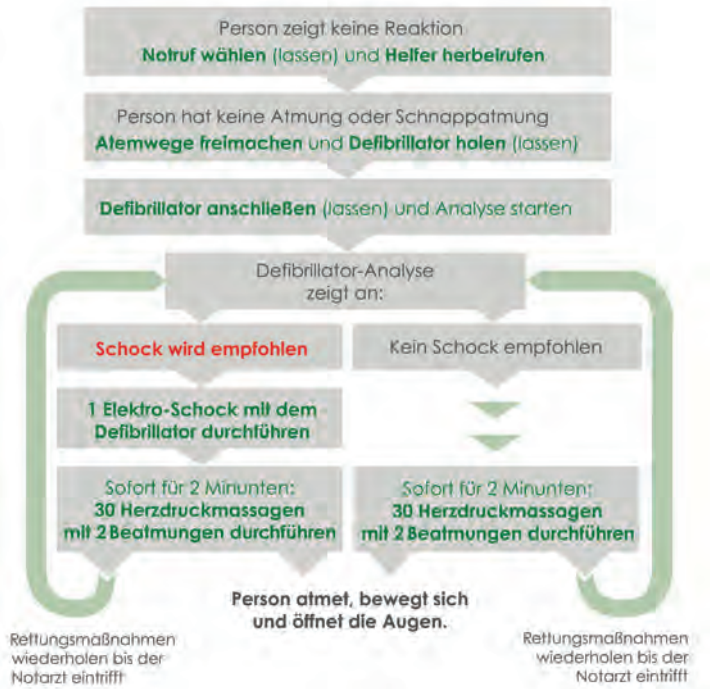 Person zeigt keine Reaktion
Notruf wählen (lassen) und Helfer herbeirufen
Person hat keine Atmung oder Schnappatmung
Atemwege freimachen und Defibrillator holen (lassen)
Defibrillator anschließen (lassen) und Analyse starten
Defibrillator-Analyse
zeigt an:
Schock wird empfohlen
Kein Schock empfohlen
1 Elektro-Schock mit dem
Defibrillator durchführen
Sofort für 2 Minunten:
30 Herzdruckmassagen
mit 2 Beatmungen durchführen
Sofort für 2 Minunten:
30 Herzdruckmassagen
mit 2 Beatmungen durchführen
Person atmet, bewegt sich
und öffnet die Augen.
Rettungsmaßnahmen
wiederholen bis der
Notarzt eintrifft
Rettungsmaßnahmen
wiederholen bis der
Notarzt eintrifft